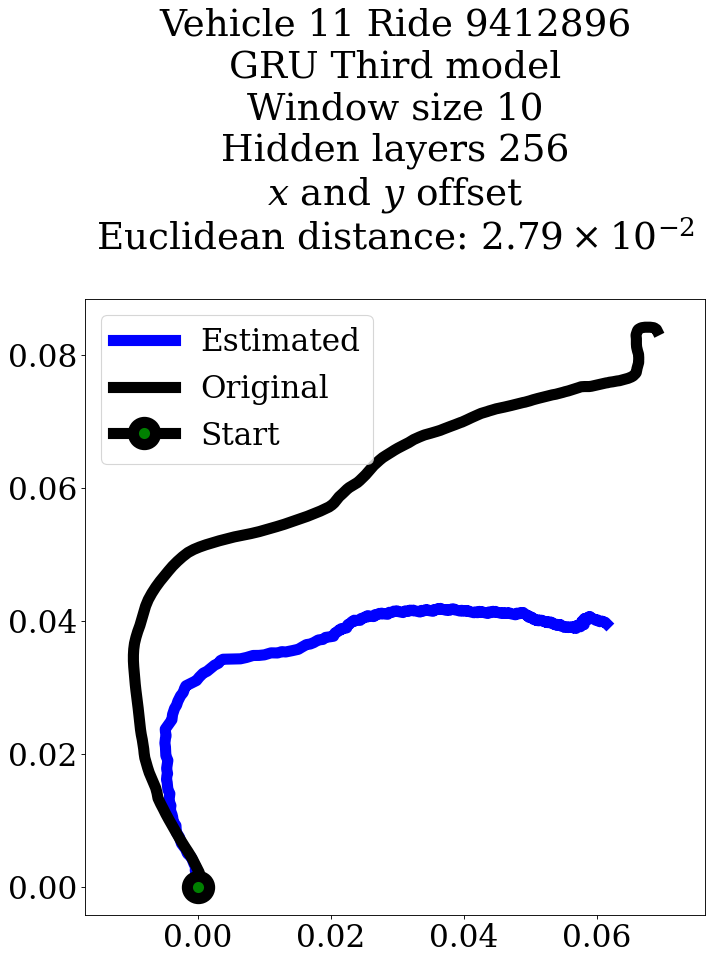 Vehicle 11 Ride 9412896
GRU Third model
Window size 10
Hidden layers 256
x and y offset
Euclidean distance: 2.79 × 10⁻²
Estimated
Original
Start
0.08
0.06
0.04
0.02
0.00
0.00 0.02 0.04 0.06